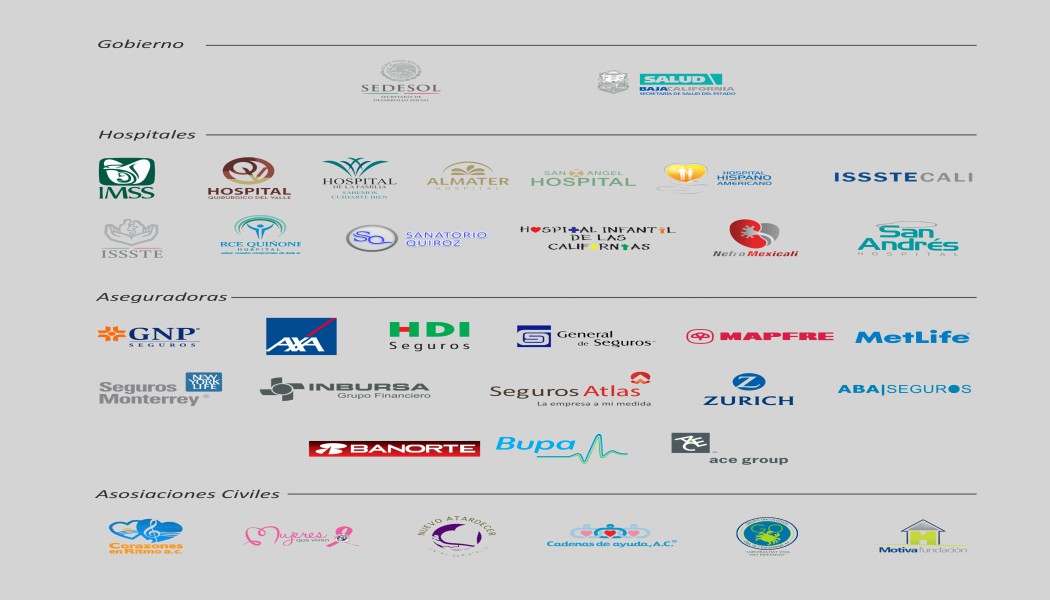 Gobierno
SEDESOL
SECRETARÍA DE
DESARROLLO SOCIAL
SALUD
BAJACALIFORNIA
SECRETARÍA DE SALUD DEL ESTADO
Hospitales
IMSS
HOSPITAL
QUIRÚRGICO DEL VALLE
HOSPITAL
DE LA FAMILIA
SABEMOS
CUIDARTE BIEN
ALMATER
HOSPITAL
SAN ANGEL
HOSPITAL
HOSPITAL
HISPANO
AMERICANO
ISSSTECALI
ISSSTE
RCE QUIÑONE
HOSPITAL
SQ
SANATORIO
QUIROZ
HOSPITAL INFANTIL
DE LAS
CALIFORNIAS
NefroMexicali
San
Andrés
HOSPITAL
Aseguradoras
GNP
SEGUROS
AXA
HDI
Seguros
General
de Seguros
MAPFRE
MetLife
Seguros
Monterrey
NEW
YORK
LIFE
INBURSA
Grupo Financiero
Seguros Atlas
La empresa a mi medida
Z
ZURICH
ABA|SEGUROS
BANORTE
Bupa
ace
ace group
Asosiaciones Civiles
Corazones
en Ritmo a.c.
Mujeres
que viven
NUEVO ATARDECER
Cadenas de ayuda, A.C.
Motiva fundación